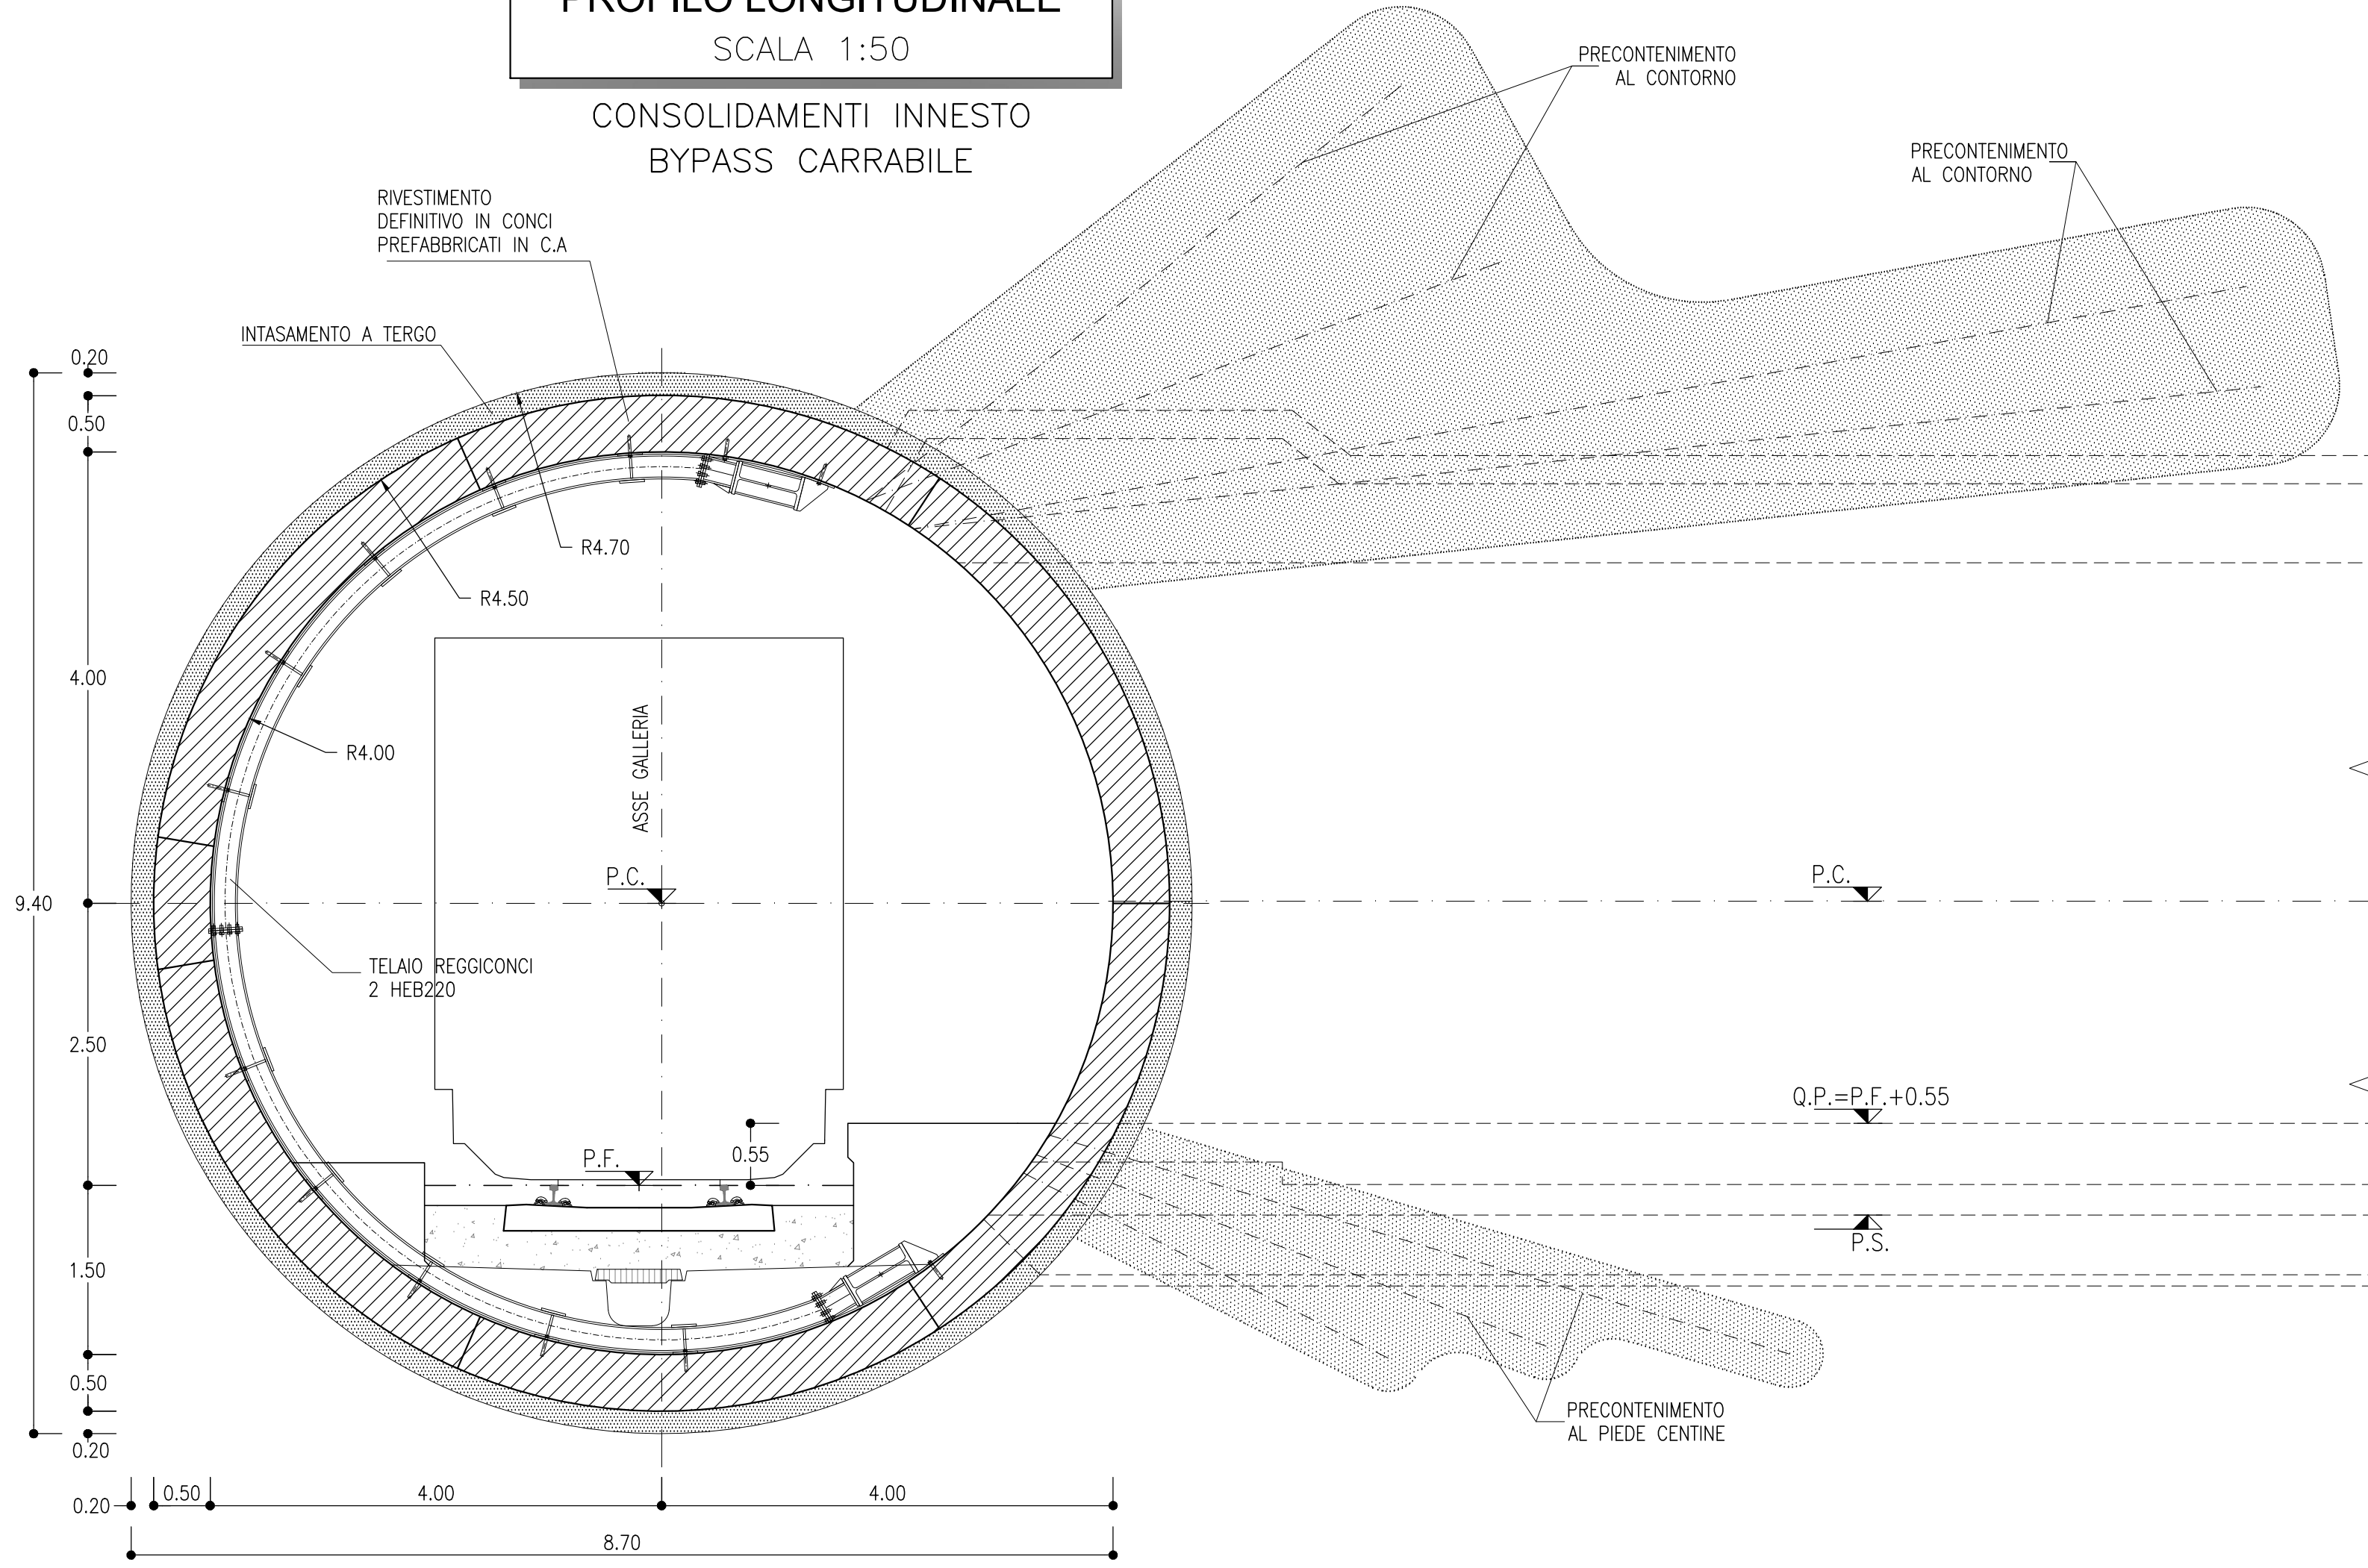 PROFILO LONGITUDINALE
SCALA 1:50
CONSOLIDAMENTI INNESTO
BYPASS CARRABILE
PRECONTENIMENTO
AL CONTORNO
PRECONTENIMENTO
AL CONTORNO
RIVESTIMENTO
DEFINITIVO IN CONCI
PREFABBRICATI IN C.A
INTASAMENTO A TERGO
0.20
0.50
4.00
9.40
2.50
1.50
0.50
0.20
R4.70
R4.50
R4.00
ASSE GALLERIA
P.C.
P.C.
TELAIO REGGICONCI
2 HEB220
Q.P.=P.F.+0.55
P.F.
0.55
P.S.
PRECONTENIMENTO
AL PIEDE CENTINE
0.20
0.50
4.00
4.00
8.70